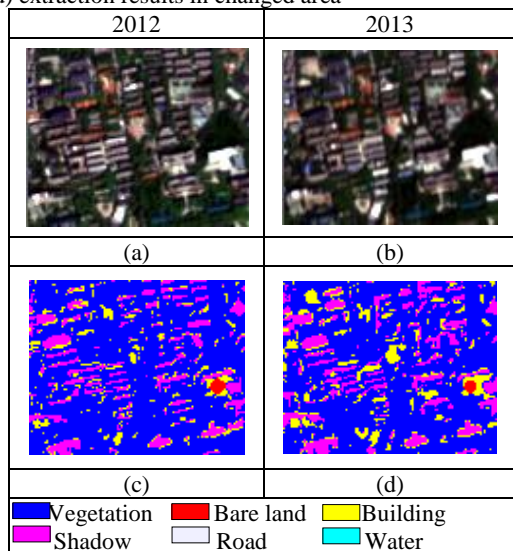 ) extraction results in changed area
2012 2013
(a) (b)
(c) (d)
Vegetation Bare land Building
Shadow Road Water